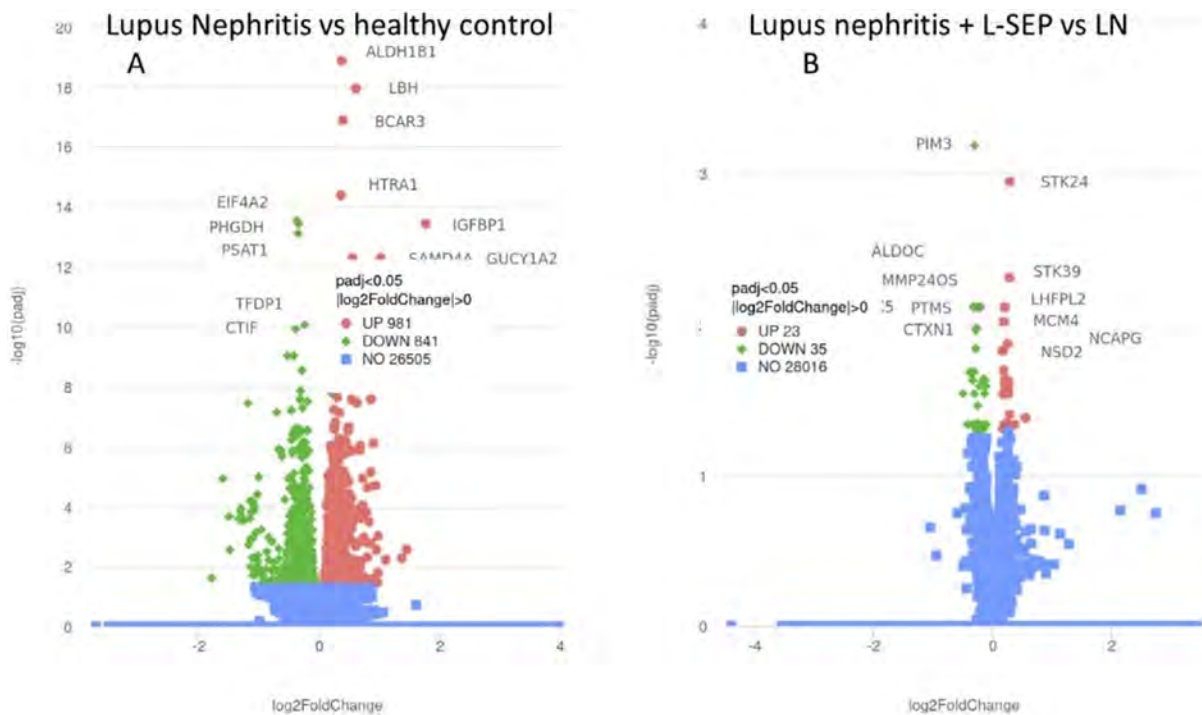 Lupus Nephritis vs healthy control
A
20
18
16
14
12
10
8
6
4
2
0
-log10(padj)
ALDH1B1
LBH
BCAR3
HTRA1
EIF4A2
PHGDH
PSAT1
IGFBP1
SAMD4A
GUCY1A2
padj<0.05
|log2FoldChange|>0
UP 981
DOWN 841
NO 26505
TFDP1
CTIF
-2
0
2
4
log2FoldChange
Lupus nephritis + L-SEP vs LN
B
4
3
1
0
-log10(padj)
PIM3
STK24
ALDOC
MMP24OS
STK39
padj<0.05
|log2FoldChange|>0
PTMS
LHFPL2
UP 23
CTXN1
MCM4
NCAPG
DOWN 35
NSD2
NO 28016
-4
-2
0
2
log2FoldChange